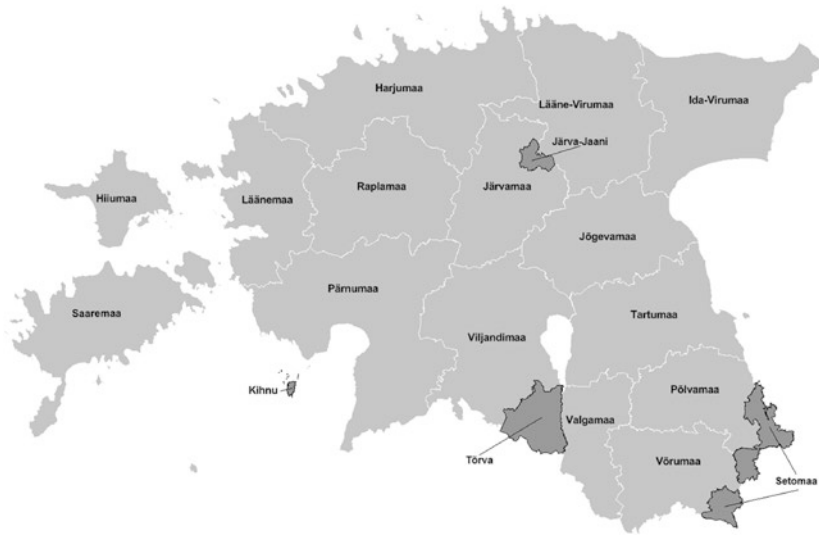 Harjumaa
Lääne-Virumaa
Ida-Virumaa
Järva-Jaani
Hiiumaa
Läänemaa
Raplamaa
Järvamaa
Jõgevamaa
Saaremaa
Pärnumaa
Viljandimaa
Tartumaa
Kihnu
Põlvamaa
Valgamaa
Tõrva
Võrumaa
Setomaa